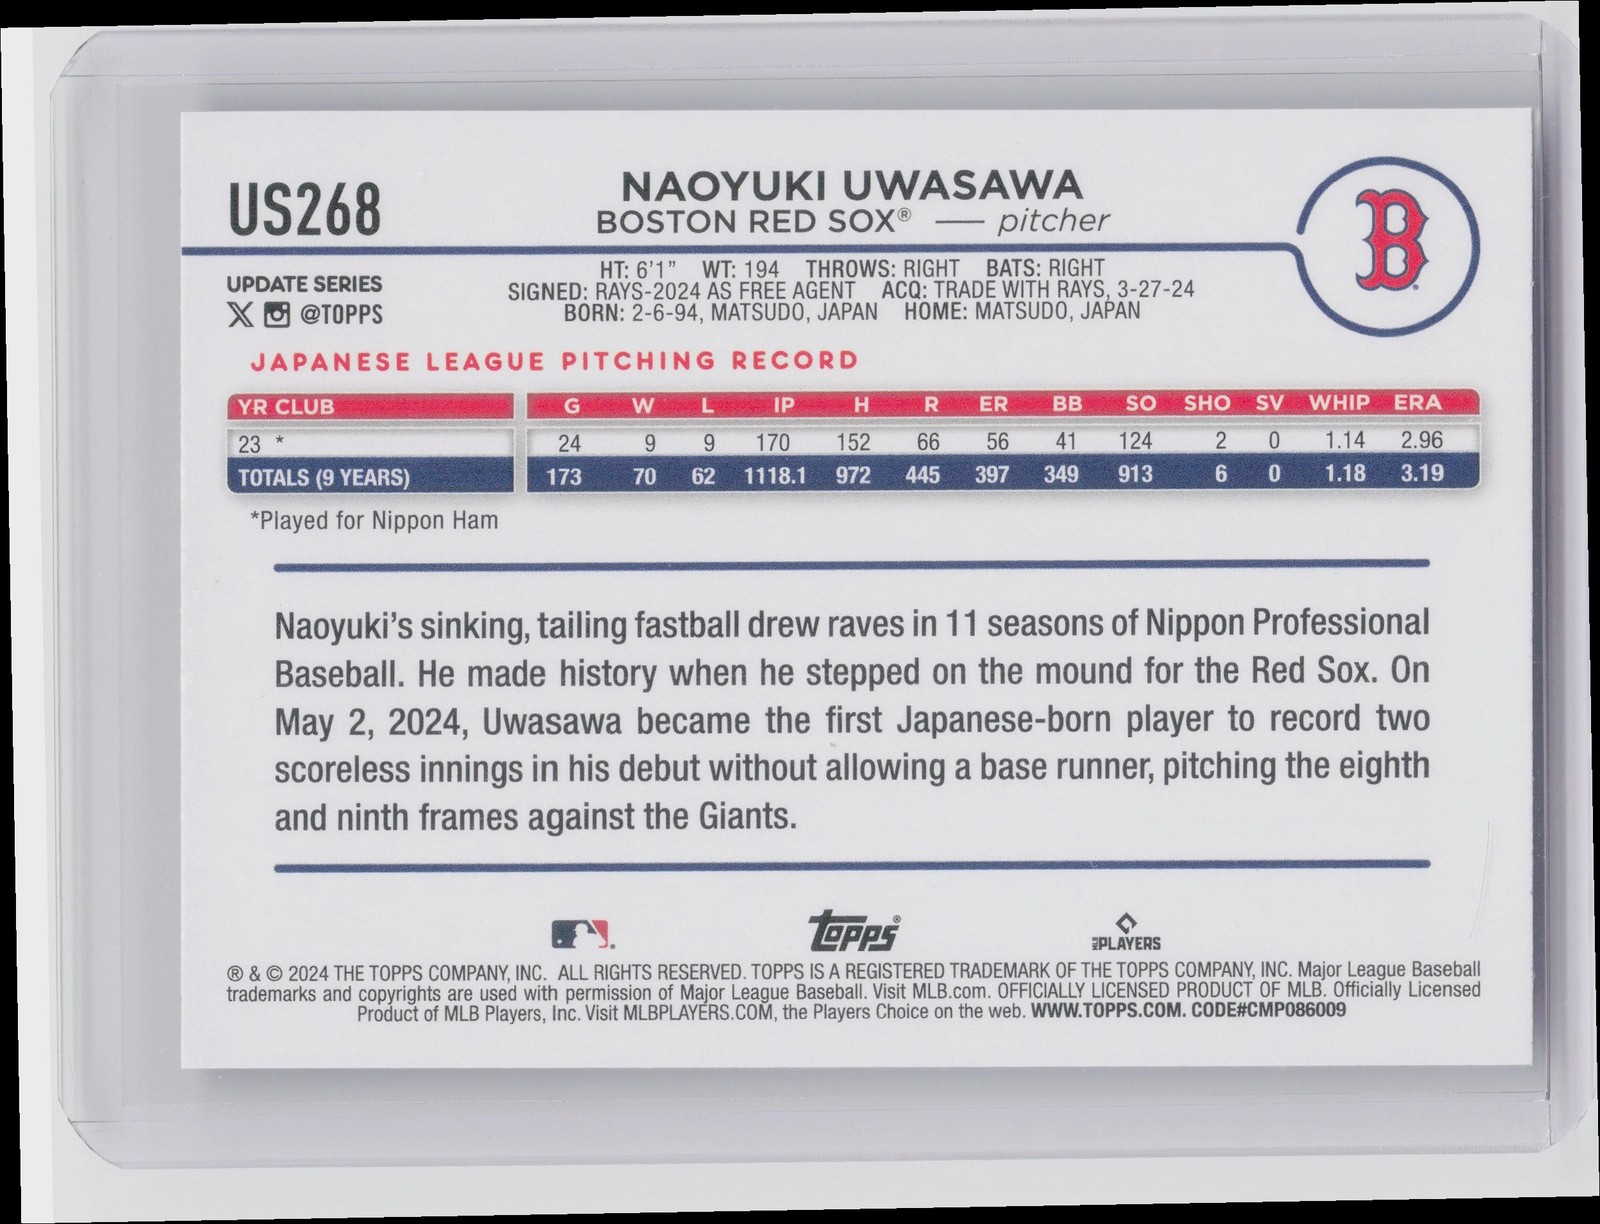 US268
NAOYUKI UWASAWA
BOSTON RED SOX® — pitcher
B
UPDATE SERIES
X @TOPPS
HT: 6'1" WT: 194 THROWS: RIGHT BATS: RIGHT
SIGNED: RAYS-2024 AS FREE AGENT ACQ: TRADE WITH RAYS, 3-27-24
BORN: 2-6-94, MATSUDO, JAPAN HOME: MATSUDO, JAPAN
JAPANESE LEAGUE PITCHING RECORD
YR CLUB G W L IP H R ER BB SO SHO SV WHIP ERA
23 * 24 9 9 170 152 66 56 41 124 2 0 1.14 2.96
TOTALS (9 YEARS) 173 70 62 1118.1 972 445 397 349 913 6 0 1.18 3.19
*Played for Nippon Ham
Naoyuki's sinking, tailing fastball drew raves in 11 seasons of Nippon Professional
Baseball. He made history when he stepped on the mound for the Red Sox. On
May 2, 2024, Uwasawa became the first Japanese-born player to record two
scoreless innings in his debut without allowing a base runner, pitching the eighth
and ninth frames against the Giants.
Topps®
MLB PLAYERS
® & © 2024 THE TOPPS COMPANY, INC. ALL RIGHTS RESERVED. TOPPS IS A REGISTERED TRADEMARK OF THE TOPPS COMPANY, INC. Major League Baseball
trademarks and copyrights are used with permission of Major League Baseball. Visit MLB.com. OFFICIALLY LICENSED PRODUCT OF MLB. Officially Licensed
Product of MLB Players, Inc. Visit MLBPLAYERS.COM, the Players Choice on the web. WWW.TOPPS.COM. CODE#CMP086009